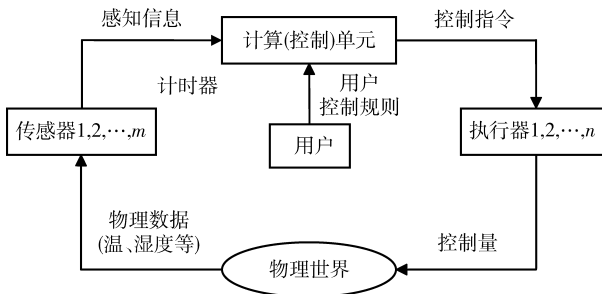 感知信息
计算(控制)单元
控制指令
计时器
用户
控制规则
传感器1,2,⋯,m
用户
执行器1,2,⋯,n
物理数据
(温、湿度等)
物理世界
控制量